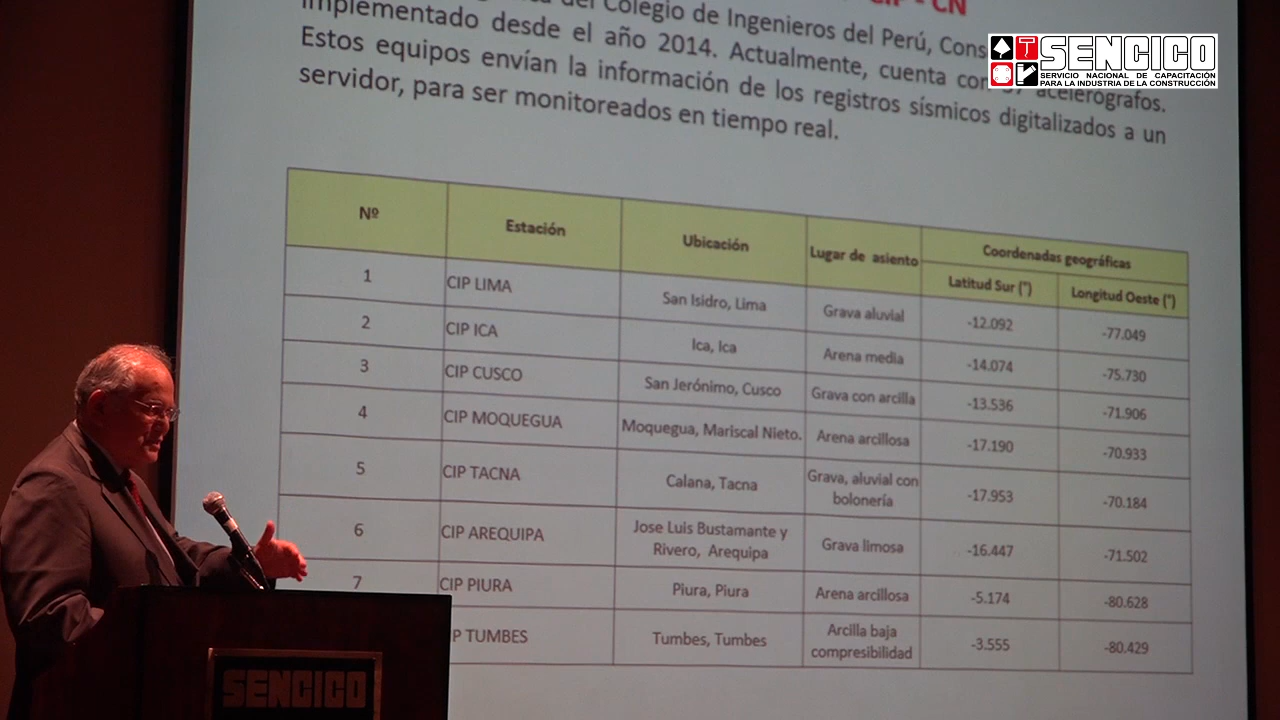 CIP - CN
del Colegio de Ingenieros del Perú,
implementado desde el año 2014. Actualmente, cuenta con acelerógrafos.
Estos equipos envían la información de los registros sísmicos digitalizados a un
servidor, para ser monitoreados en tiempo real.
SENCICO
SERVICIO NACIONAL DE CAPACITACIÓN
PARA LA INDUSTRIA DE LA CONSTRUCCIÓN
Nº Estación Ubicación Lugar de asiento Coordenadas geográficas
Latitud Sur (°) Longitud Oeste (°)
1 CIP LIMA San Isidro, Lima Grava aluvial -12.092 -77.049
2 CIP ICA Ica, Ica Arena media -14.074 -75.730
3 CIP CUSCO San Jerónimo, Cusco Grava con arcilla -13.536 -71.906
4 CIP MOQUEGUA Moquegua, Mariscal Nieto. Arena arcillosa -17.190 -70.933
5 CIP TACNA Calana, Tacna Grava, aluvial con
bolonería -17.953 -70.184
6 CIP AREQUIPA Jose Luis Bustamante y
Rivero, Arequipa Grava limosa -16.447 -71.502
7 CIP PIURA Piura, Piura Arena arcillosa -5.174 -80.628
P TUMBES Tumbes, Tumbes Arcilla baja
compresibilidad -3.555 -80.429
SENCICO